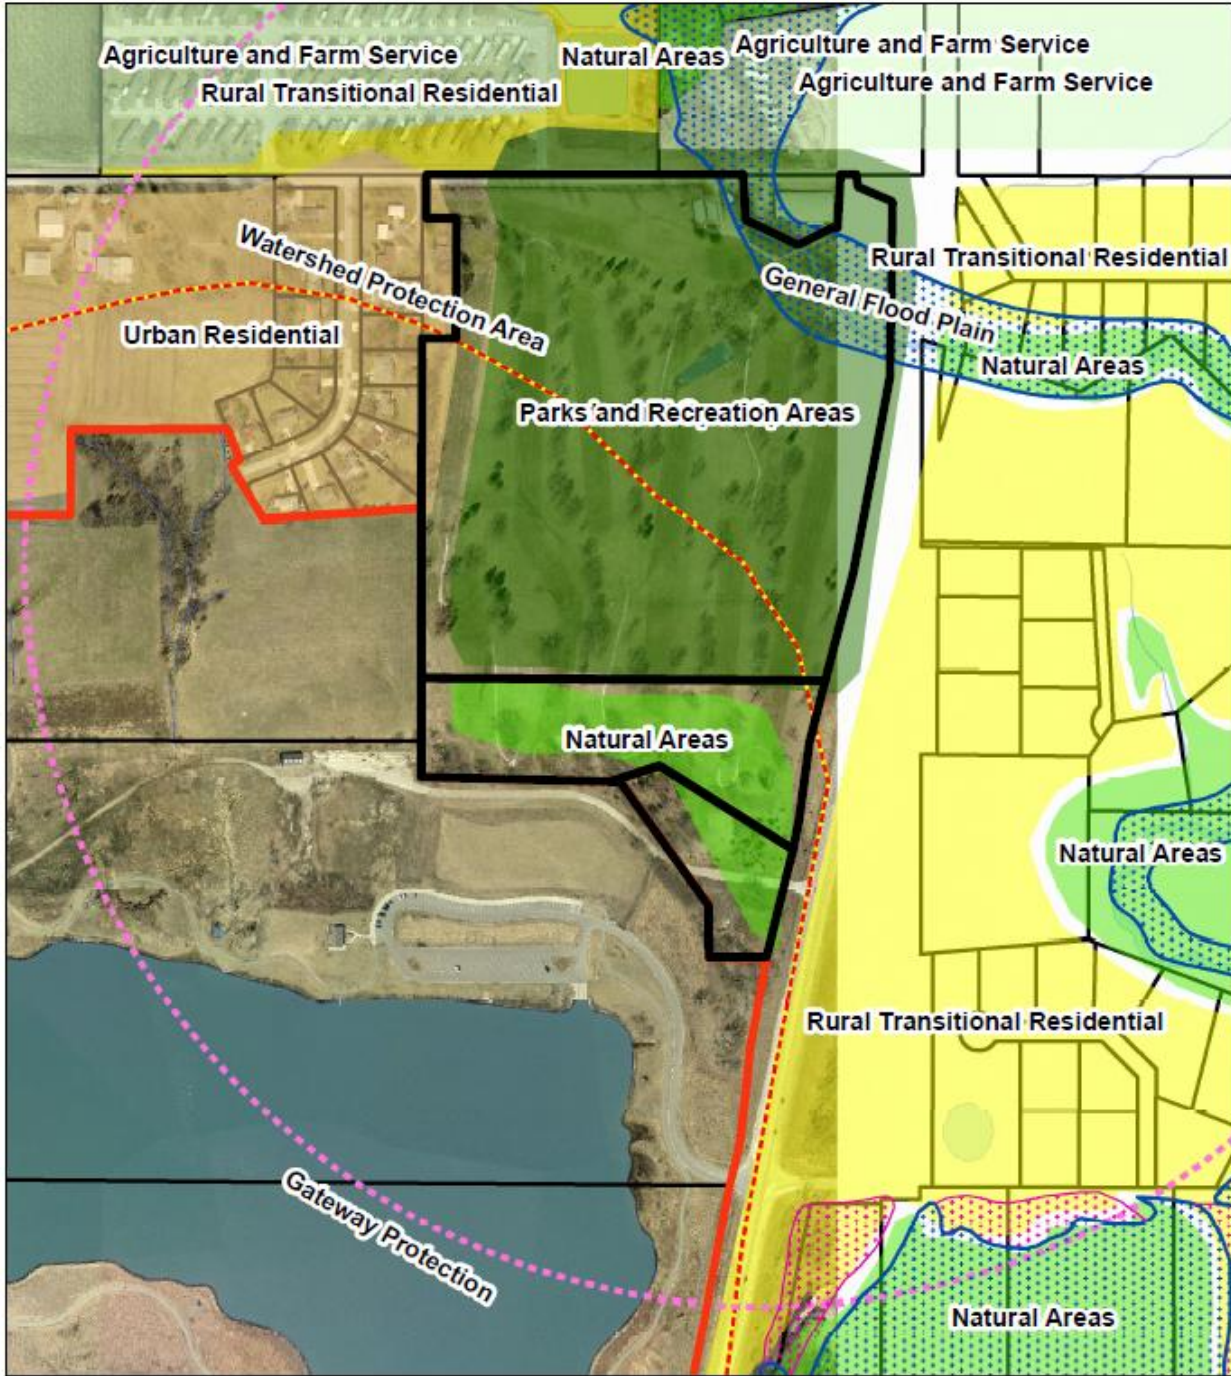 Agriculture and Farm Service
Natural Areas
Agriculture and Farm Service
Rural Transitional Residential
Agriculture and Farm Service
Watershed Protection Area
Rural Transitional Residential
General Flood Plain
Urban Residential
Natural Areas
Parks and Recreation Areas
Natural Areas
Natural Areas
Rural Transitional Residential
Gateway Protection
Natural Areas